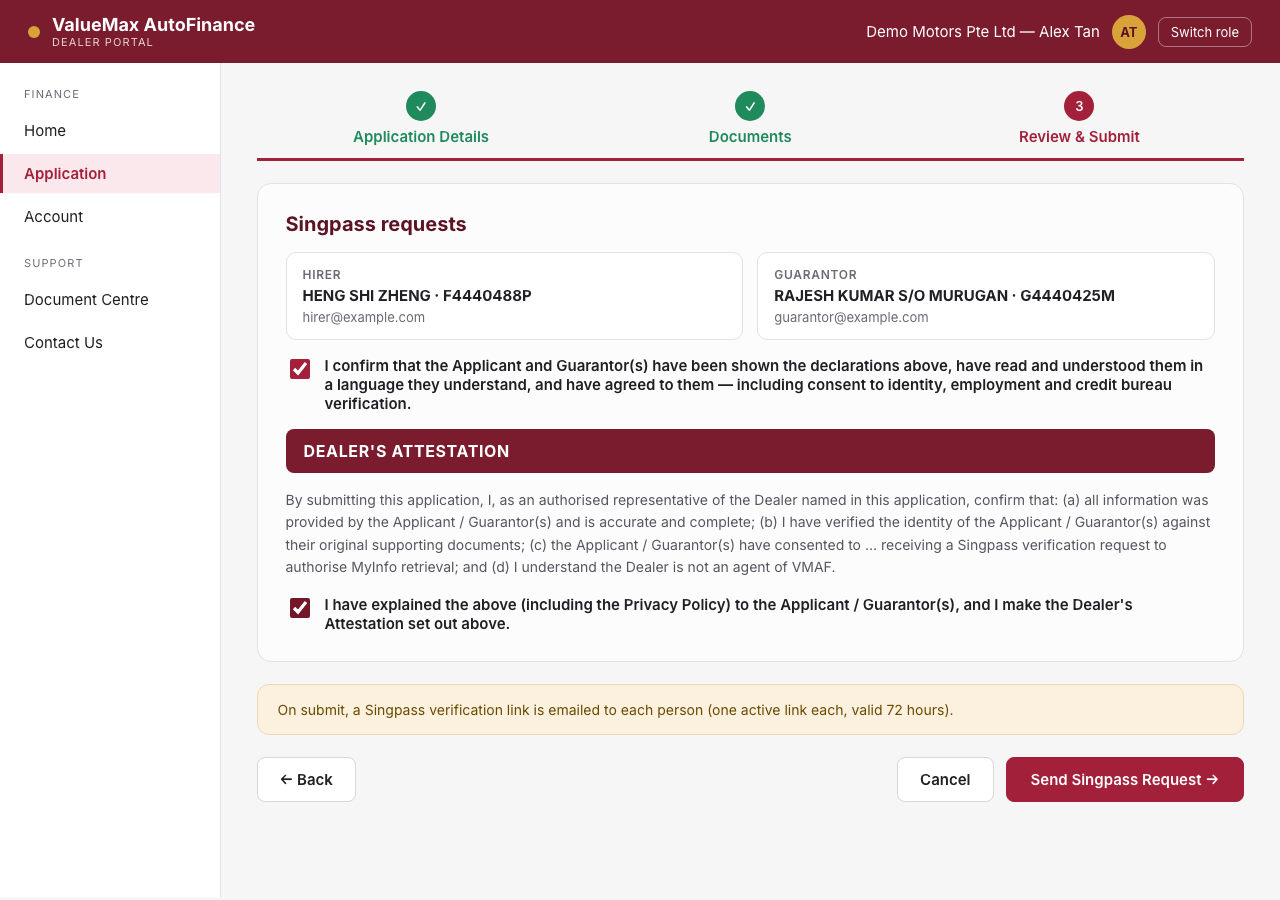 ValueMax AutoFinance
DEALER PORTAL
Demo Motors Pte Ltd — Alex Tan
AT
Switch role
FINANCE
Home
Application
Account
SUPPORT
Document Centre
Contact Us
✓
Application Details
✓
Documents
3
Review & Submit
Singpass requests
HIRER
HENG SHI ZHENG · F4440488P
hirer@example.com
GUARANTOR
RAJESH KUMAR S/O MURUGAN · G4440425M
guarantor@example.com
I confirm that the Applicant and Guarantor(s) have been shown the declarations above, have read and understood them in
a language they understand, and have agreed to them — including consent to identity, employment and credit bureau
verification.
DEALER'S ATTESTATION
By submitting this application, I, as an authorised representative of the Dealer named in this application, confirm that: (a) all information was
provided by the Applicant / Guarantor(s) and is accurate and complete; (b) I have verified the identity of the Applicant / Guarantor(s) against
their original supporting documents; (c) the Applicant / Guarantor(s) have consented to … receiving a Singpass verification request to
authorise MyInfo retrieval; and (d) I understand the Dealer is not an agent of VMAF.
I have explained the above (including the Privacy Policy) to the Applicant / Guarantor(s), and I make the Dealer's
Attestation set out above.
On submit, a Singpass verification link is emailed to each person (one active link each, valid 72 hours).
← Back
Cancel
Send Singpass Request →